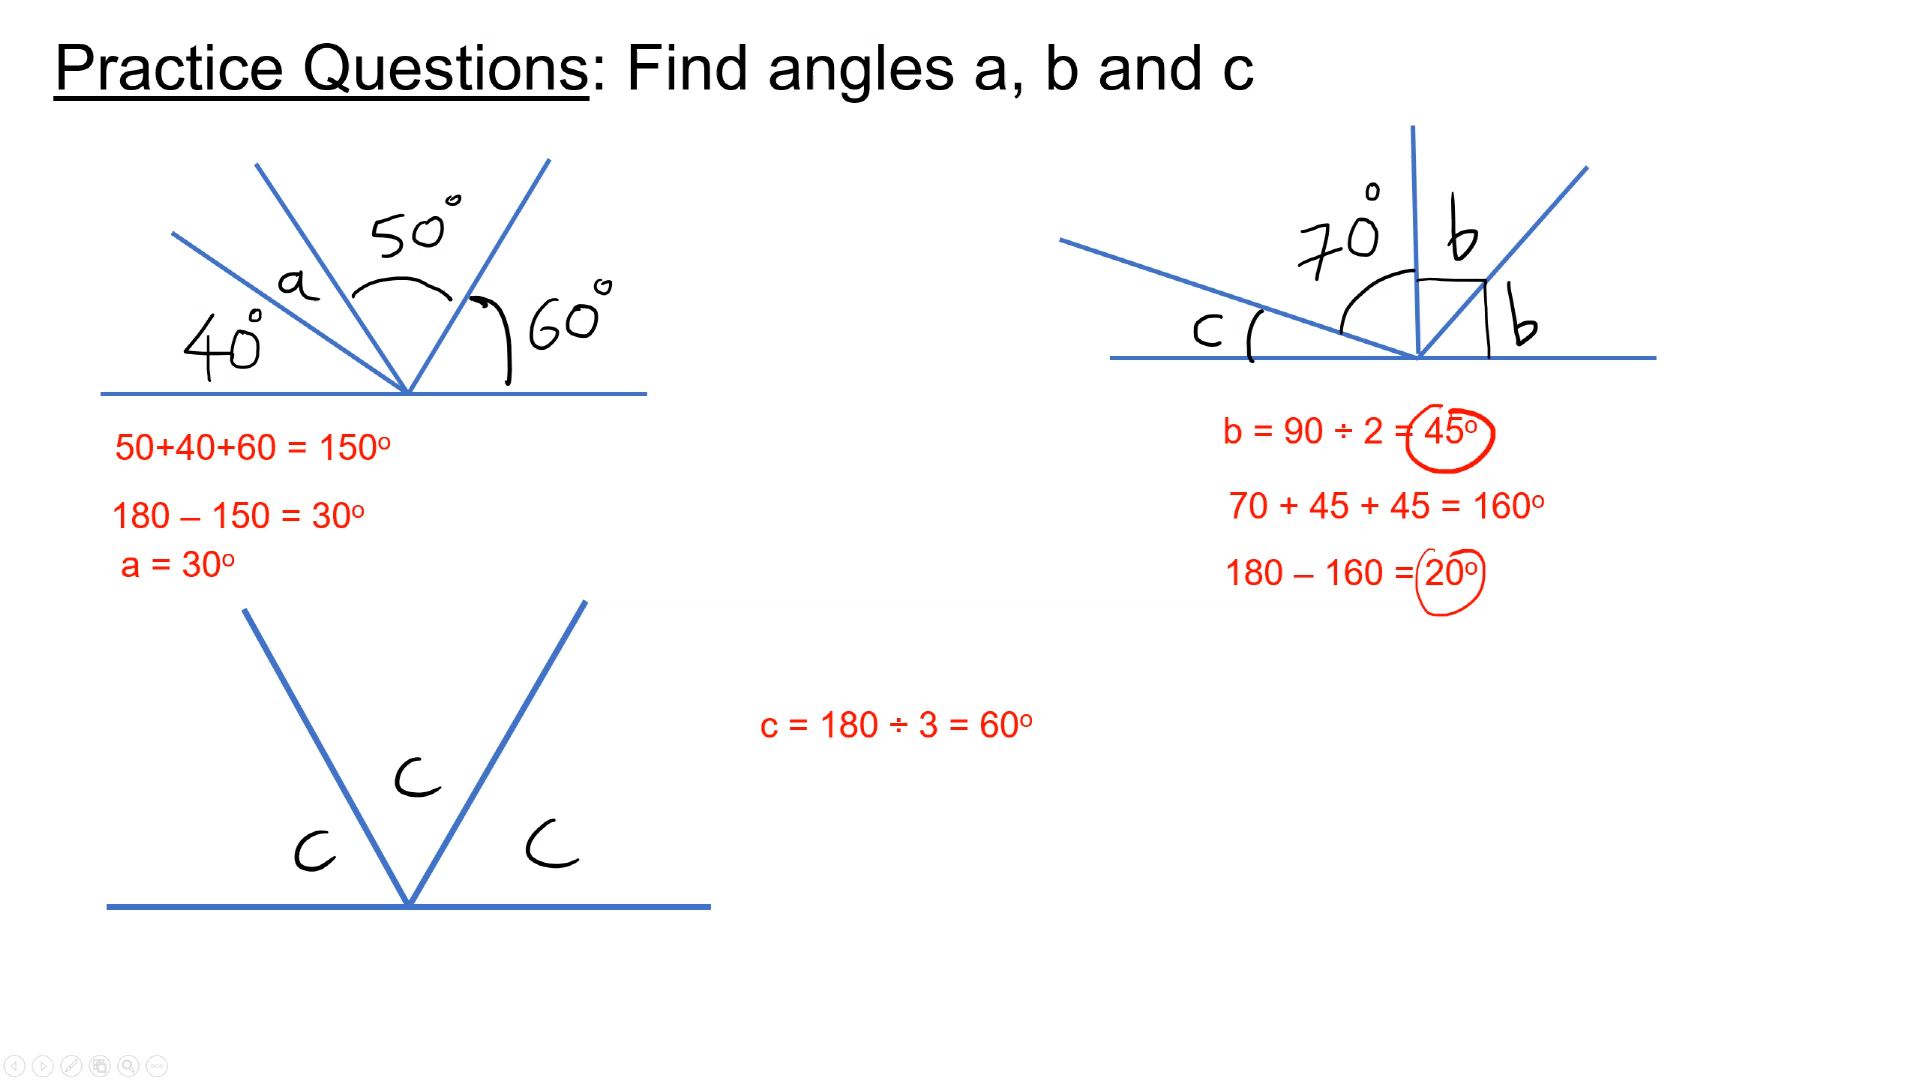 Practice Questions: Find angles a, b and c
50°
a
40°
60°
50+40+60 = 150°
180 – 150 = 30°
a = 30°
70°
b
c
b
b = 90 ÷ 2 = 45°
70 + 45 + 45 = 160°
180 – 160 = 20°
c
c
c
c = 180 ÷ 3 = 60°